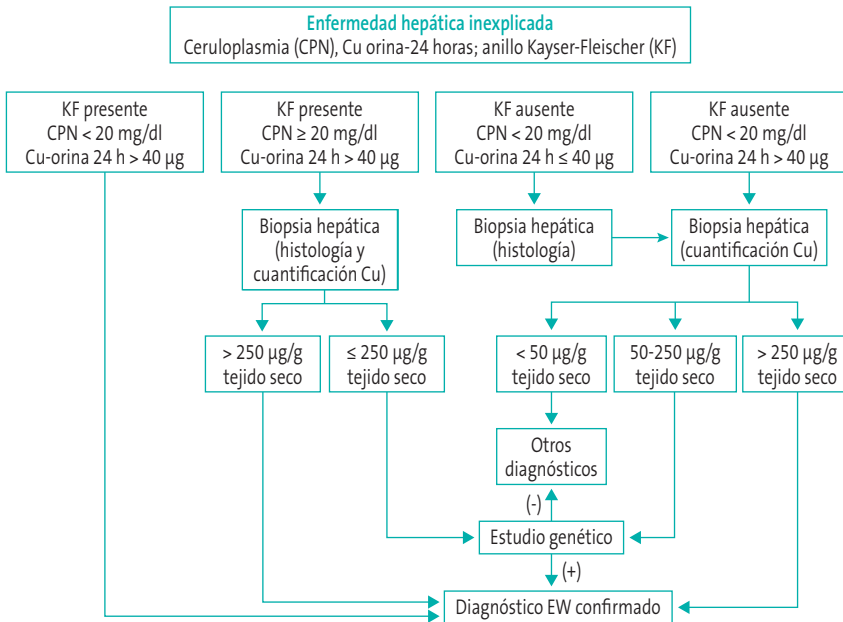 Enfermedad hepática inexplicada
Ceruloplasmia (CPN), Cu orina-24 horas; anillo Kayser-Fleischer (KF)
KF presente
CPN < 20 mg/dl
Cu-orina 24 h > 40 µg
KF presente
CPN ≥ 20 mg/dl
Cu-orina 24 h > 40 µg
KF ausente
CPN < 20 mg/dl
Cu-orina 24 h ≤ 40 µg
KF ausente
CPN < 20 mg/dl
Cu-orina 24 h > 40 µg
Biopsia hepática
(histología y
cuantificación Cu)
Biopsia hepática
(histología)
Biopsia hepática
(cuantificación Cu)
> 250 µg/g
tejido seco
≤ 250 µg/g
tejido seco
< 50 µg/g
tejido seco
50-250 µg/g
tejido seco
> 250 µg/g
tejido seco
Otros
diagnósticos
(-)
Estudio genético
(+)
Diagnóstico EW confirmado